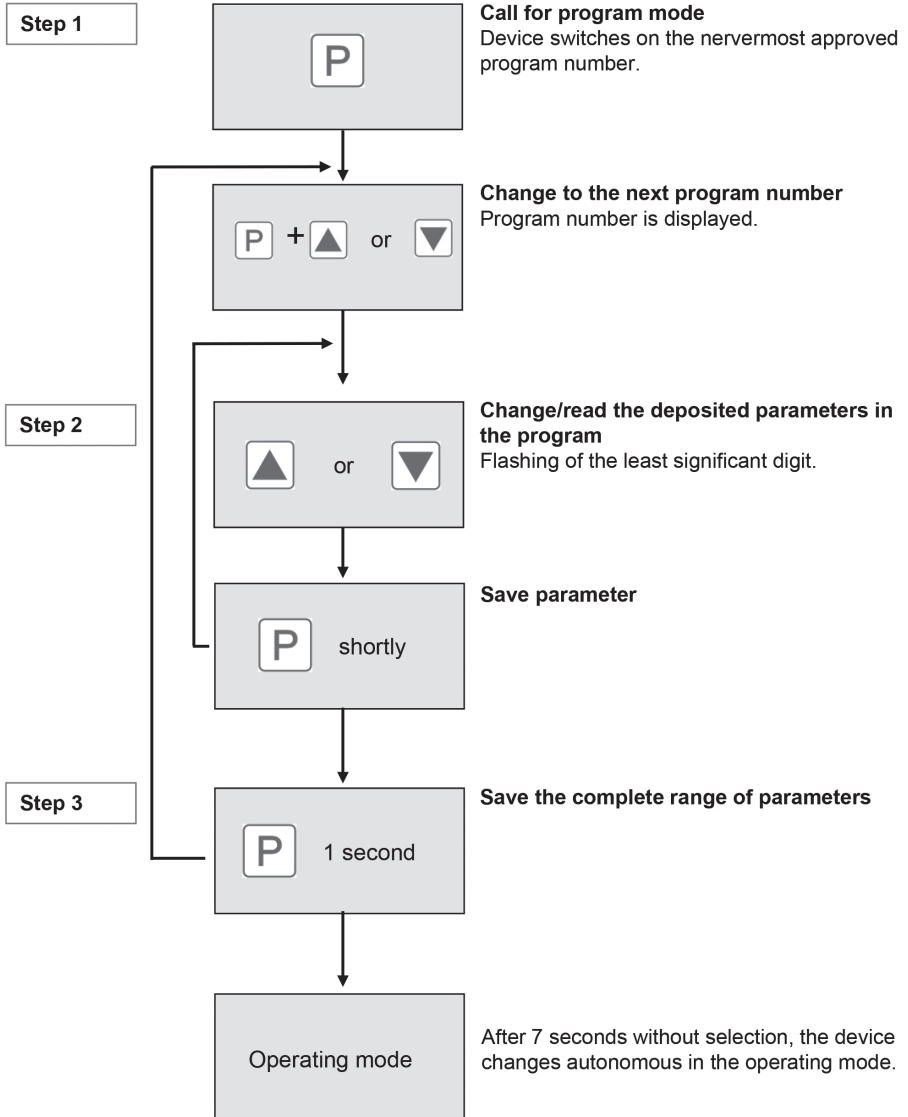 Step 1
P
Call for program mode
Device switches on the nervermost approved
program number.
P + or
Change to the next program number
Program number is displayed.
Step 2
or
Change/read the deposited parameters in
the program
Flashing of the least significant digit.
P shortly
Save parameter
Step 3
P 1 second
Save the complete range of parameters
Operating mode
After 7 seconds without selection, the device
changes autonomous in the operating mode.